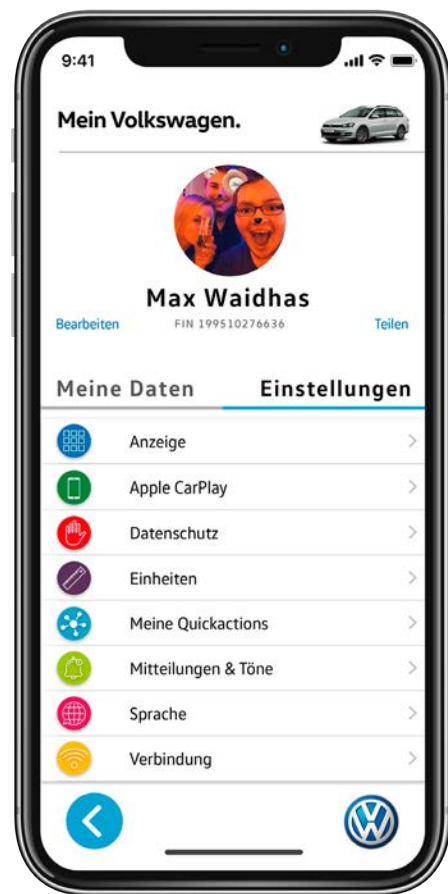 9:41
Mein Volkswagen.
Max Waidhas
Bearbeiten FIN 199510276636 Teilen
Meine Daten Einstellungen
Anzeige
Apple CarPlay
Datenschutz
Einheiten
Meine Quickactions
Mitteilungen & Töne
Sprache
Verbindung